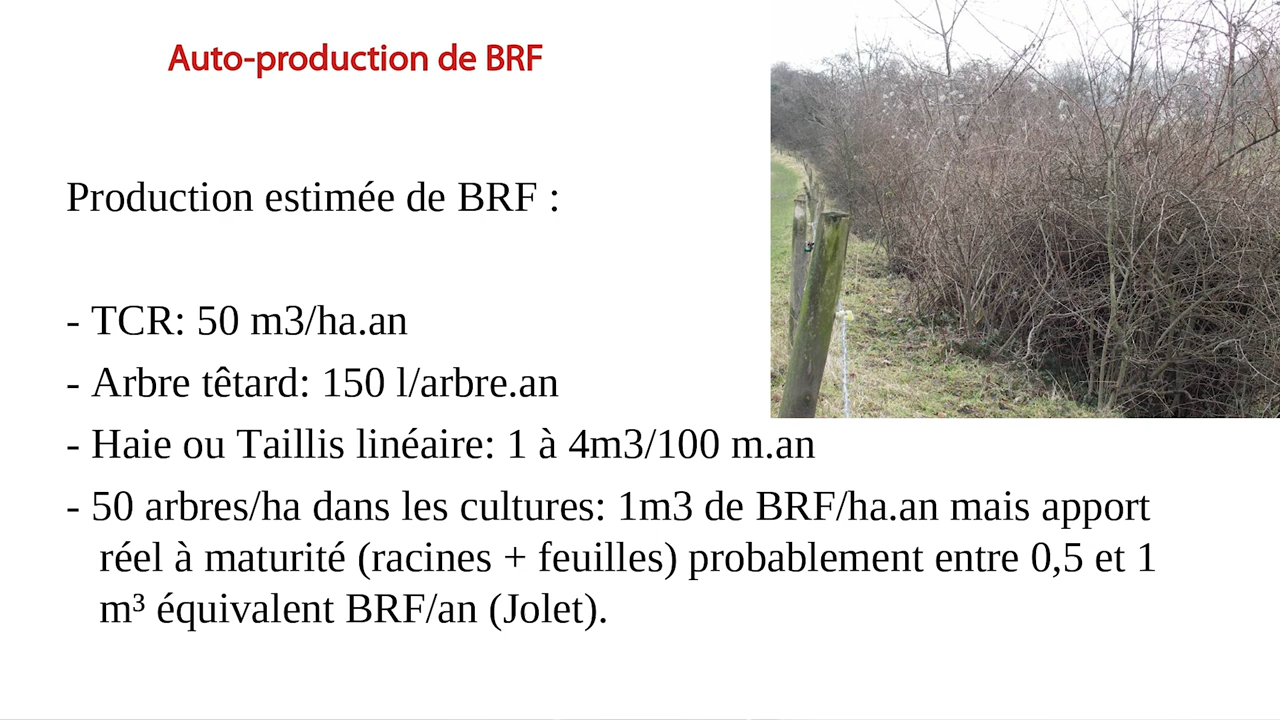 Auto-production de BRF
Production estimée de BRF :
- TCR: 50 m3/ha.an
- Arbre têtard: 150 l/arbre.an
- Haie ou Taillis linéaire: 1 à 4m3/100 m.an
- 50 arbres/ha dans les cultures: 1m3 de BRF/ha.an mais apport
réel à maturité (racines + feuilles) probablement entre 0,5 et 1
m³ équivalent BRF/an (Jolet).